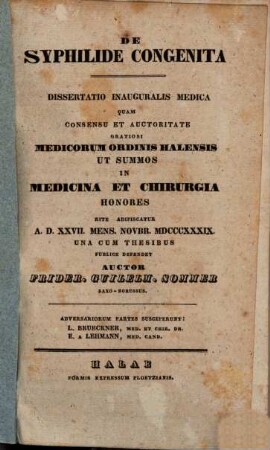 DE
SYPHILIDE CONGENITA
DISSERTATIO INAUGURALIS MEDICA
QUAM
CONSENSU ET AUCTORITATE
GRATIOSI
MEDICORUM ORDINIS HALENSIS
UT SUMMOS
IN
MEDICINA ET CHIRURGIA
HONORES
RITE ADIPISCATUR
A. D. XXVII. MENS. NOVBR. MDCCCXXXIX.
UNA CUM THESIBUS
PUBLICE DEFENDET
AUCTOR
FRIDER. GUILELM. SOMMER
SAXO-BORUSSUS.
ADVERSARIORUM PARTES SUSCIPERUNT:
L. BRUECKNER, MED. ET CHIR. DR.
E. A LEHMANN, MED. CAND.
HALAE
FORMIS EXPRESSUM PLOETZIANIS.